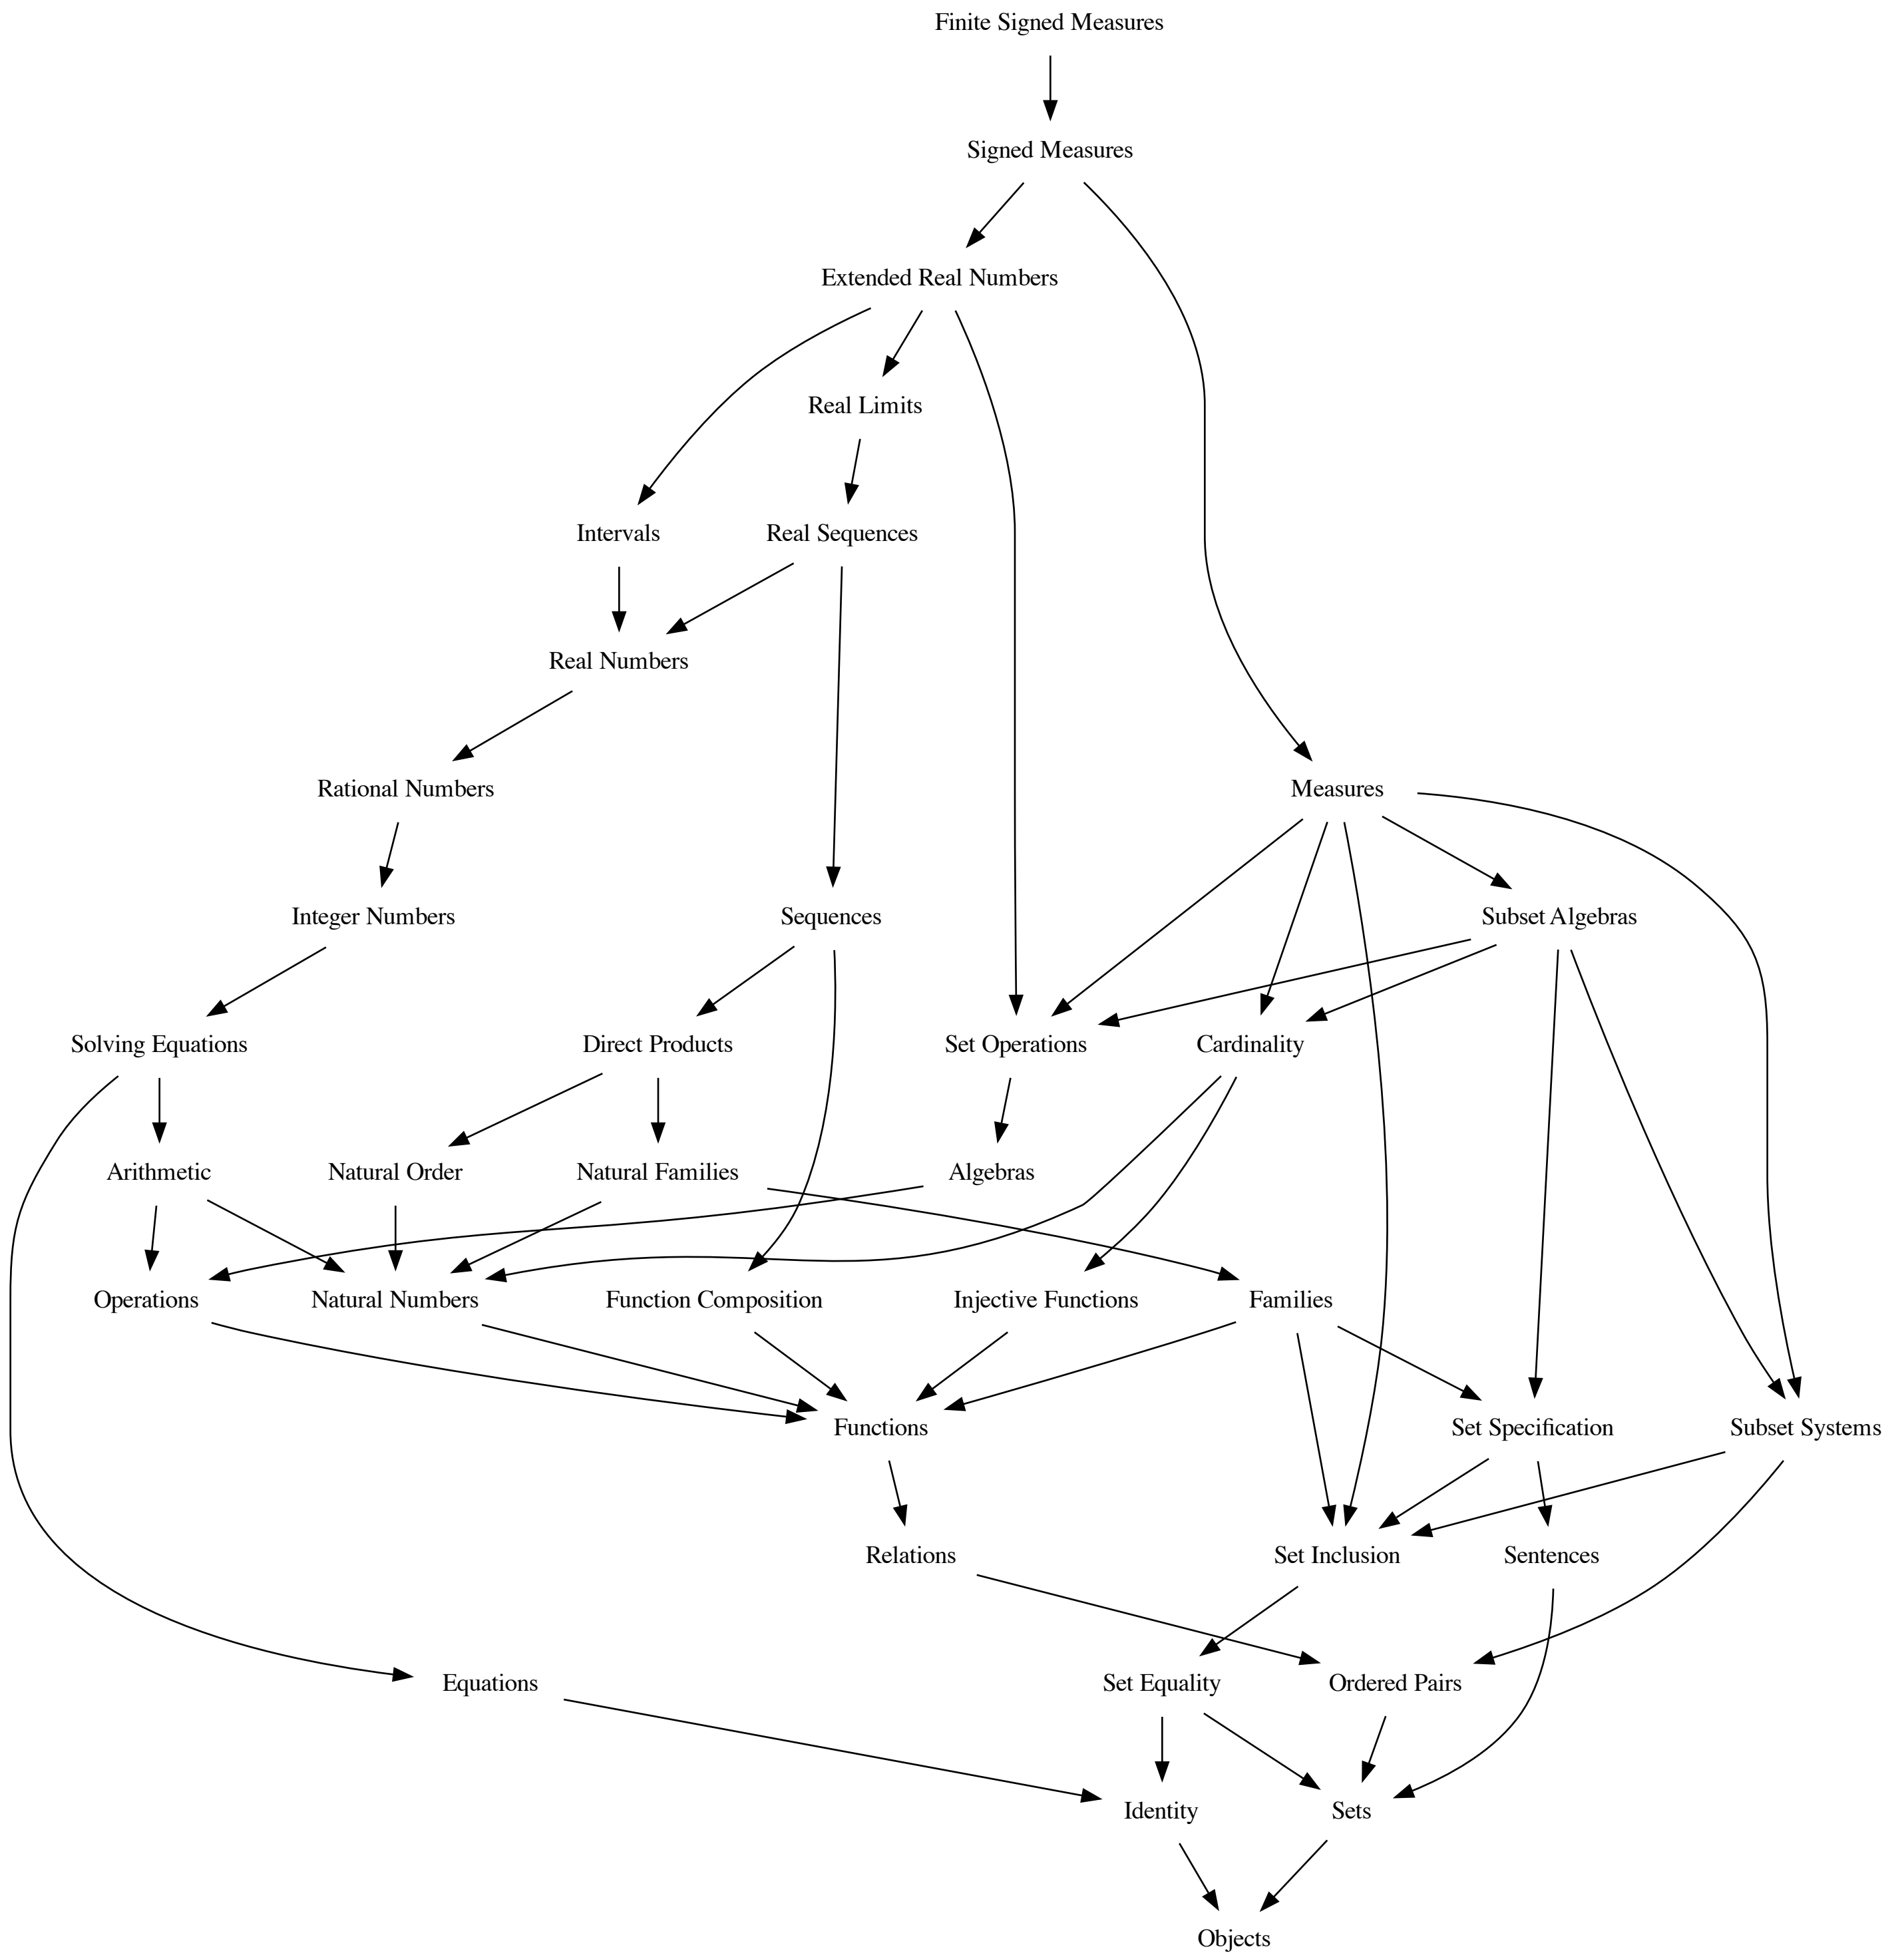 Finite Signed Measures
Signed Measures
Extended Real Numbers
Real Limits
Intervals
Real Sequences
Real Numbers
Rational Numbers
Measures
Integer Numbers
Sequences
Subset Algebras
Solving Equations
Direct Products
Set Operations
Cardinality
Arithmetic
Natural Order
Natural Families
Algebras
Operations
Natural Numbers
Function Composition
Injective Functions
Families
Functions
Set Specification
Subset Systems
Relations
Set Inclusion
Sentences
Equations
Set Equality
Ordered Pairs
Identity
Sets
Objects